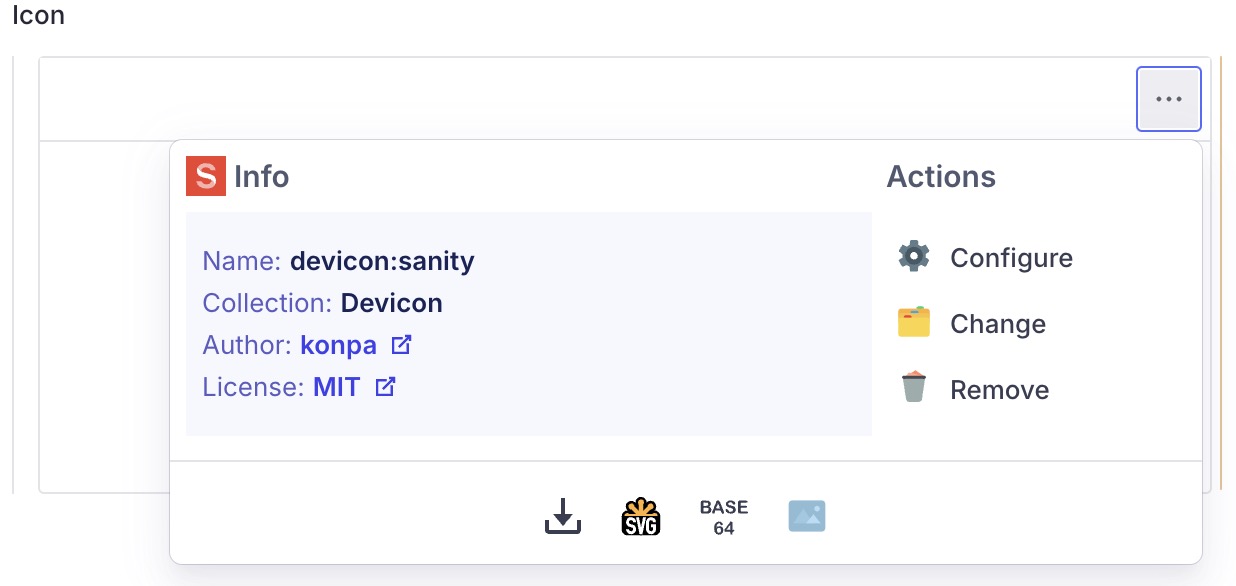 Icon
S Info
Name: devicon:sanity
Collection: Devicon
Author: konpa
License: MIT
Actions
Configure
Change
Remove
SVG
BASE
64